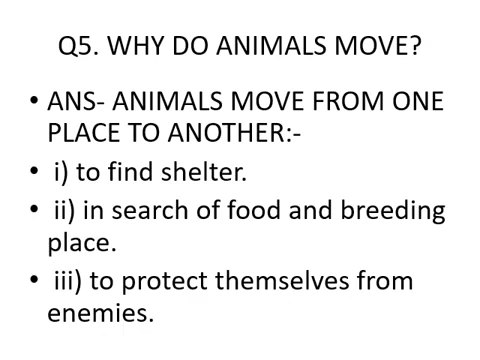 Q5. WHY DO ANIMALS MOVE?
• ANS- ANIMALS MOVE FROM ONE
PLACE TO ANOTHER:-
• i) to find shelter.
• ii) in search of food and breeding
place.
• iii) to protect themselves from
enemies.